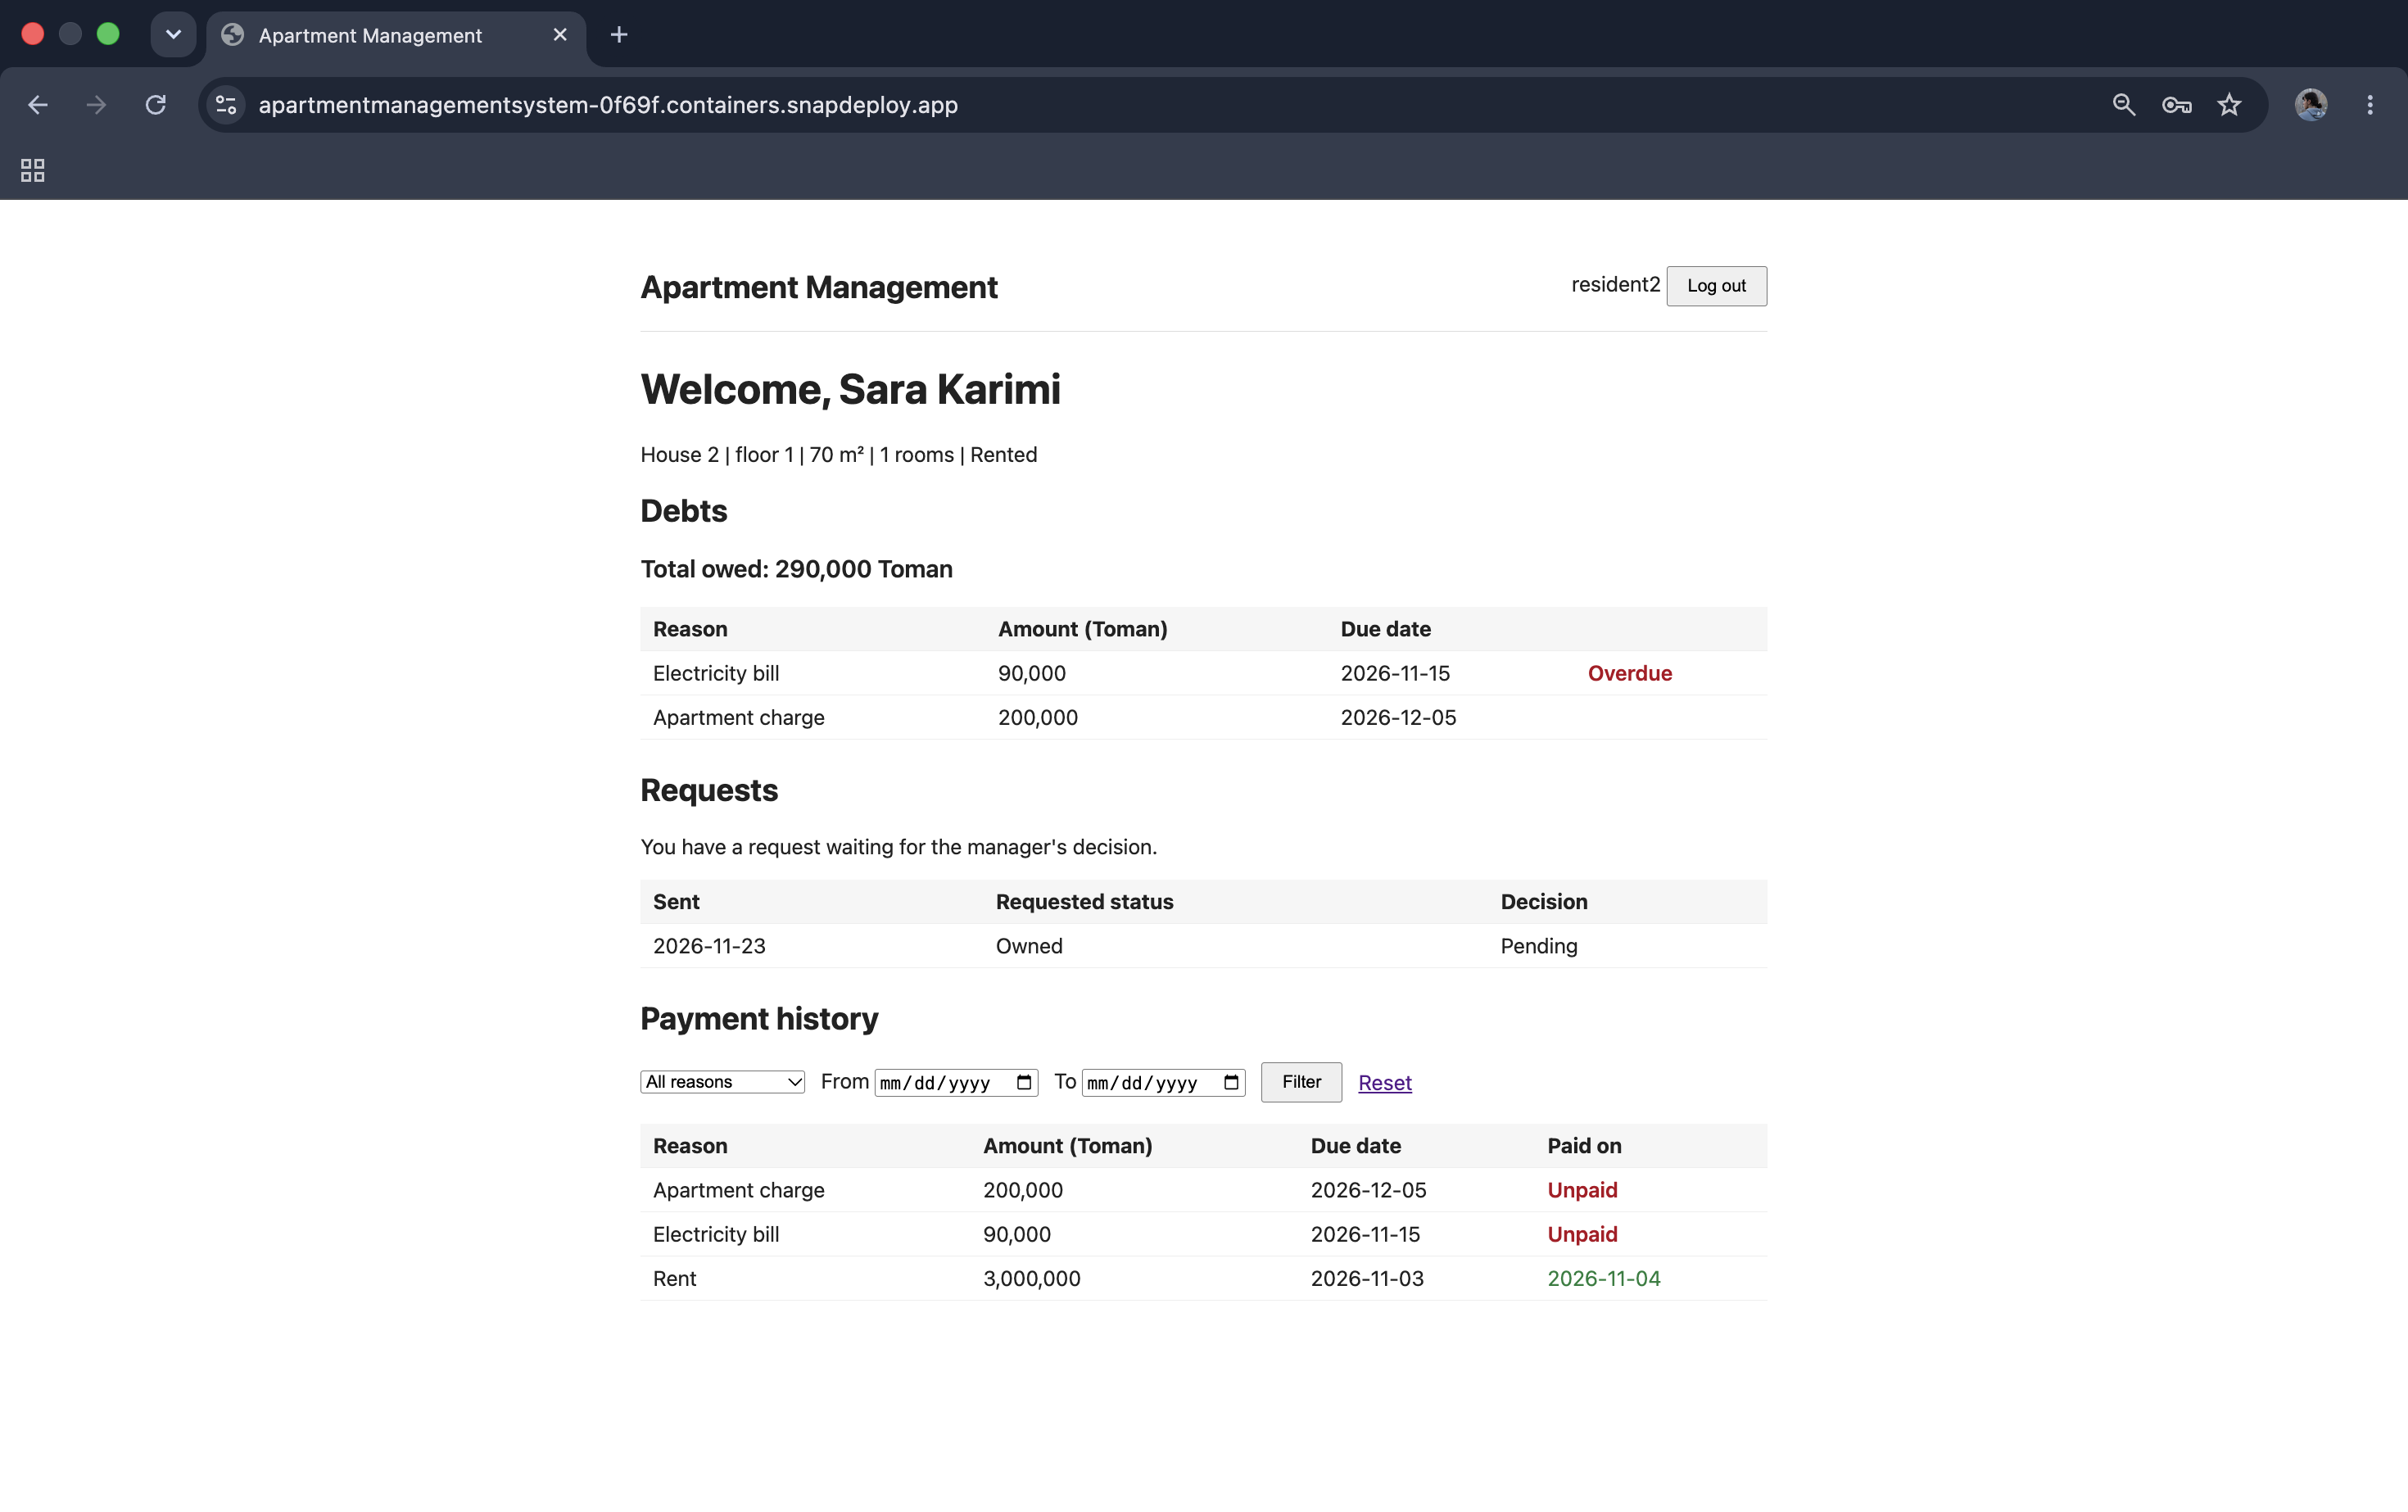 Apartment Management
apartmentmanagementsystem-0f69f.containers.snapdeploy.app
Apartment Management
resident2 Log out
Welcome, Sara Karimi
House 2 | floor 1 | 70 m² | 1 rooms | Rented
Debts
Total owed: 290,000 Toman
Reason Amount (Toman) Due date
Electricity bill 90,000 2026-11-15 Overdue
Apartment charge 200,000 2026-12-05
Requests
You have a request waiting for the manager's decision.
Sent Requested status Decision
2026-11-23 Owned Pending
Payment history
All reasons From mm/dd/yyyy To mm/dd/yyyy Filter Reset
Reason Amount (Toman) Due date Paid on
Apartment charge 200,000 2026-12-05 Unpaid
Electricity bill 90,000 2026-11-15 Unpaid
Rent 3,000,000 2026-11-03 2026-11-04